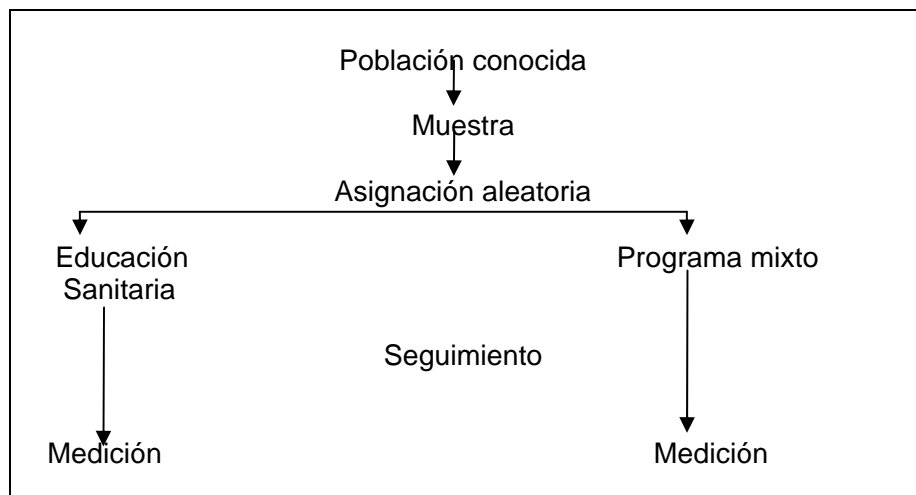 Población conocida
Muestra
Asignación aleatoria
Educación
Sanitaria
Programa mixto
Seguimiento
Medición
Medición